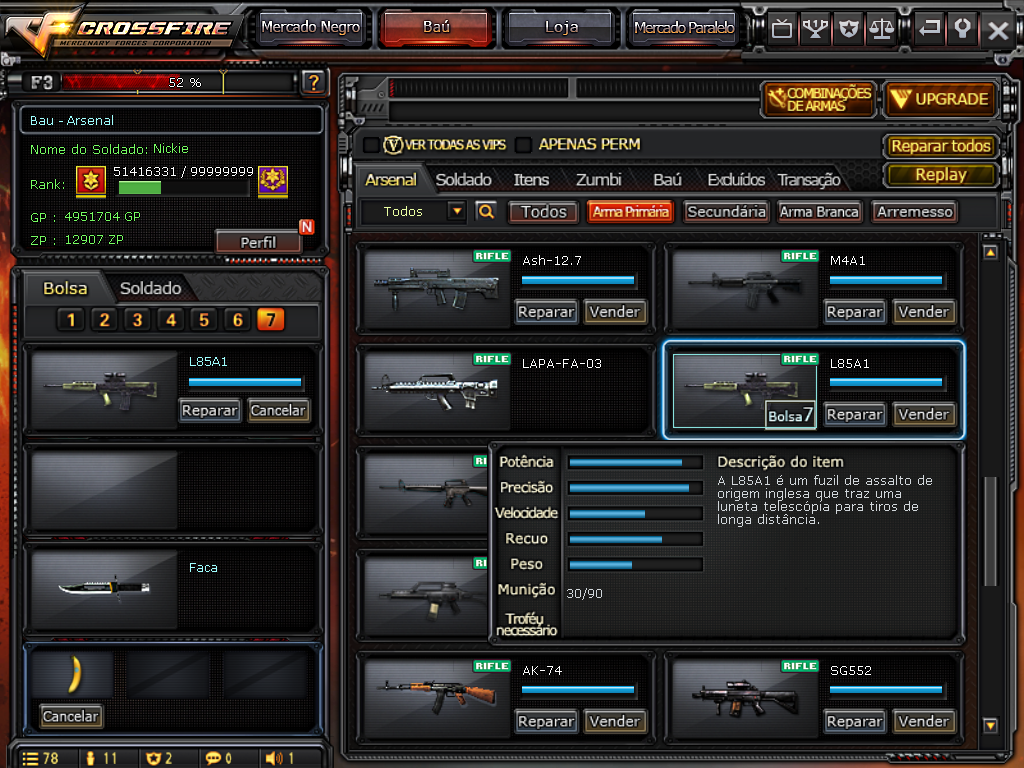 CROSSFIRE
MERCENARY FORCES CORPORATION
Mercado Negro
Baú
Loja
Mercado Paralelo
F3
52 %
?
Bau - Arsenal
Nome do Soldado: Nickie
Rank:
51416331 / 99999999
GP : 4951704 GP
ZP : 12907 ZP
Perfil
N
Bolsa
Soldado
1 2 3 4 5 6 7
L85A1
Reparar
Cancelar
Faca
Cancelar
78
11
2
0
1
COMBINAÇÕES
DE ARMAS
UPGRADE
VER TODAS AS VIPS
APENAS PERM
Reparar todos
Replay
Arsenal
Soldado
Itens
Zumbi
Baú
Excluídos
Transação
Todos
Todos
Arma Primária
Secundária
Arma Branca
Arremesso
RIFLE
Ash-12.7
Reparar
Vender
RIFLE
M4A1
Reparar
Vender
RIFLE
LAPA-FA-03
RIFLE
L85A1
Bolsa7
Reparar
Vender
Potência
Precisão
Velocidade
Recuo
Peso
Munição
30/90
Troféu
necessário
Descrição do item
A L85A1 é um fuzil de assalto de
origem inglesa que traz uma
luneta telescópia para tiros de
longa distância.
RIFLE
AK-74
Reparar
Vender
RIFLE
SG552
Reparar
Vender